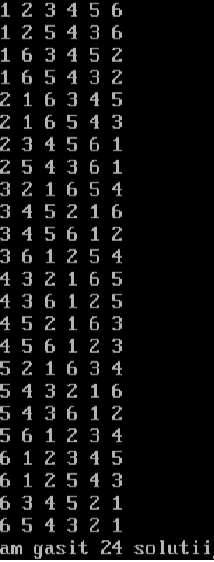 1 2 3 4 5 6
1 2 5 4 3 6
1 6 3 4 5 2
1 6 5 4 3 2
2 1 6 3 4 5
2 1 6 5 4 3
2 3 4 5 6 1
2 5 4 3 6 1
3 2 1 6 5 4
3 4 5 2 1 6
3 4 5 6 1 2
3 6 1 2 5 4
4 3 2 1 6 5
4 3 6 1 2 5
4 5 2 1 6 3
4 5 6 1 2 3
5 2 1 6 3 4
5 4 3 2 1 6
5 4 3 6 1 2
5 6 1 2 3 4
6 1 2 3 4 5
6 1 2 5 4 3
6 3 4 5 2 1
6 5 4 3 2 1
am gasit 24 solutii